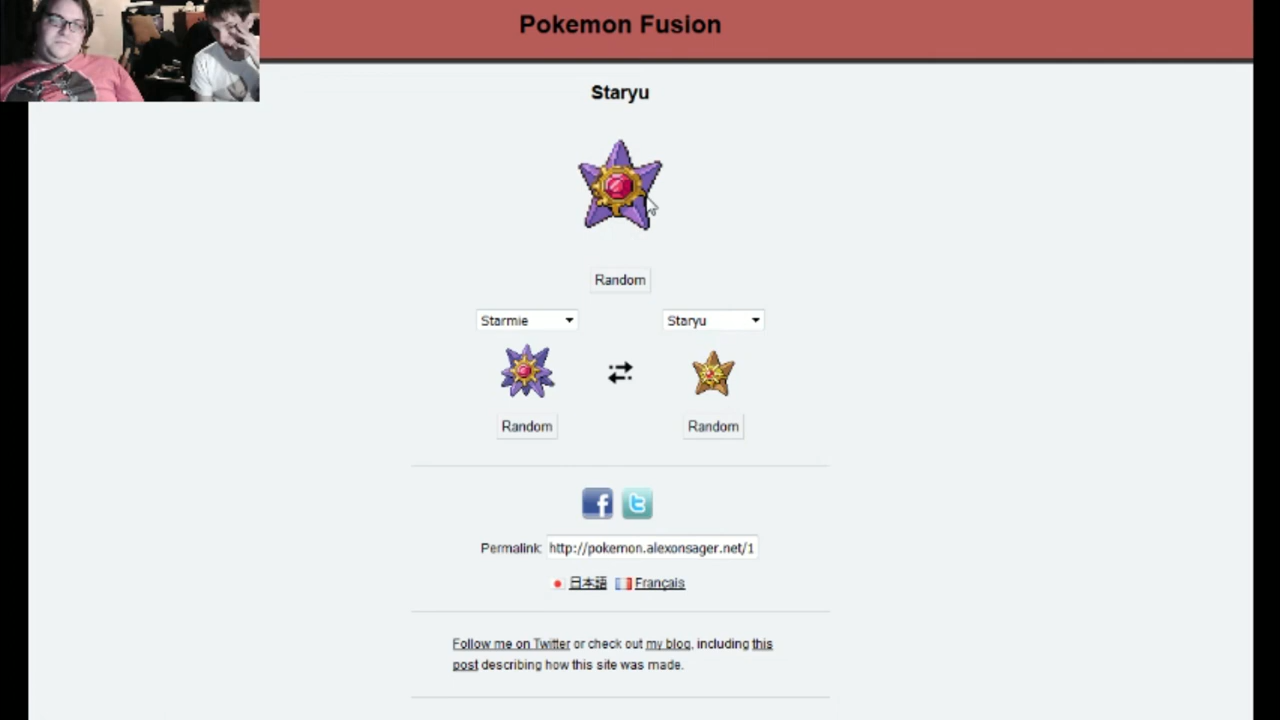 Pokemon Fusion
Staryu
Random
Starmie
Staryu
Random
Random
Permalink: http://pokemon.alexonsager.net/1
日本語 Français
Follow me on Twitter or check out my blog, including this
post describing how this site was made.